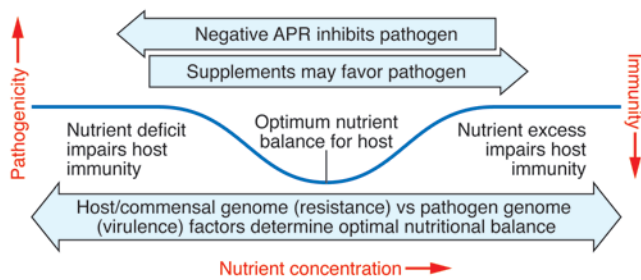 Negative APR inhibits pathogen
Supplements may favor pathogen
Pathogenicity
Immunity
Nutrient deficit
impairs host
immunity
Optimum nutrient
balance for host
Nutrient excess
impairs host
immunity
Host/commensal genome (resistance) vs pathogen genome
(virulence) factors determine optimal nutritional balance
Nutrient concentration